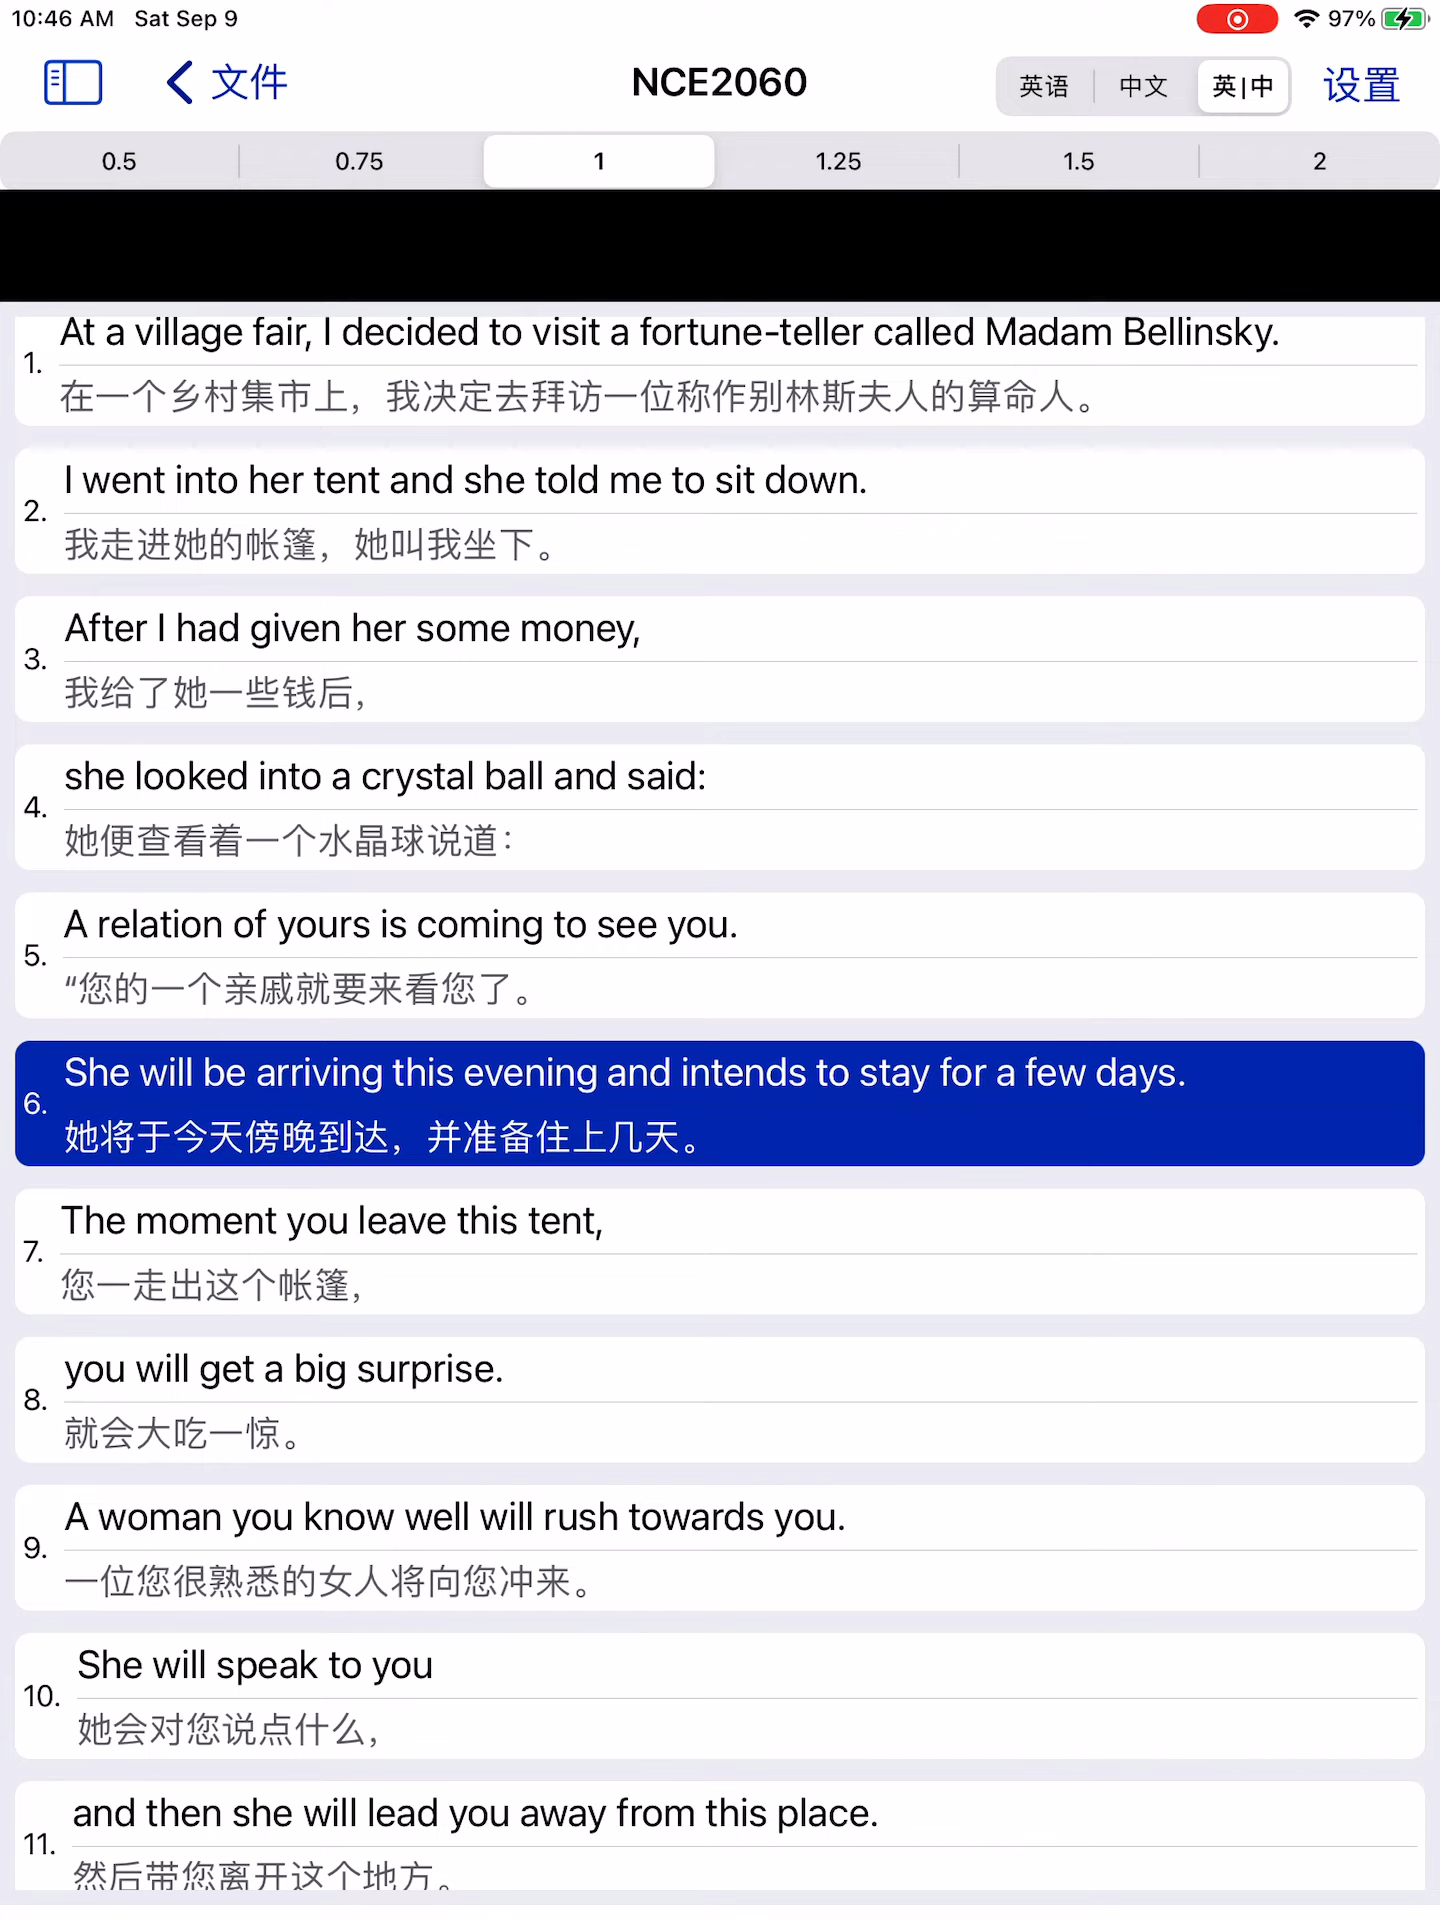 10:46 AM Sat Sep 9
97%
文件
NCE2060
英语
中文
英|中
设置
0.5
0.75
1
1.25
1.5
2
1.
At a village fair, I decided to visit a fortune-teller called Madam Bellinsky.
在一个乡村集市上，我决定去拜访一位称作别林斯夫人的算命人。
2.
I went into her tent and she told me to sit down.
我走进她的帐篷，她叫我坐下。
3.
After I had given her some money,
我给了她一些钱后，
4.
she looked into a crystal ball and said:
她便查看着一个水晶球说道：
5.
A relation of yours is coming to see you.
“您的一个亲戚就要来看您了。
6.
She will be arriving this evening and intends to stay for a few days.
她将于今天傍晚到达，并准备住上几天。
7.
The moment you leave this tent,
您一走出这个帐篷，
8.
you will get a big surprise.
就会大吃一惊。
9.
A woman you know well will rush towards you.
一位您很熟悉的女人将向您冲来。
10.
She will speak to you
她会对您说点什么，
11.
and then she will lead you away from this place.
然后带您离开这个地方。